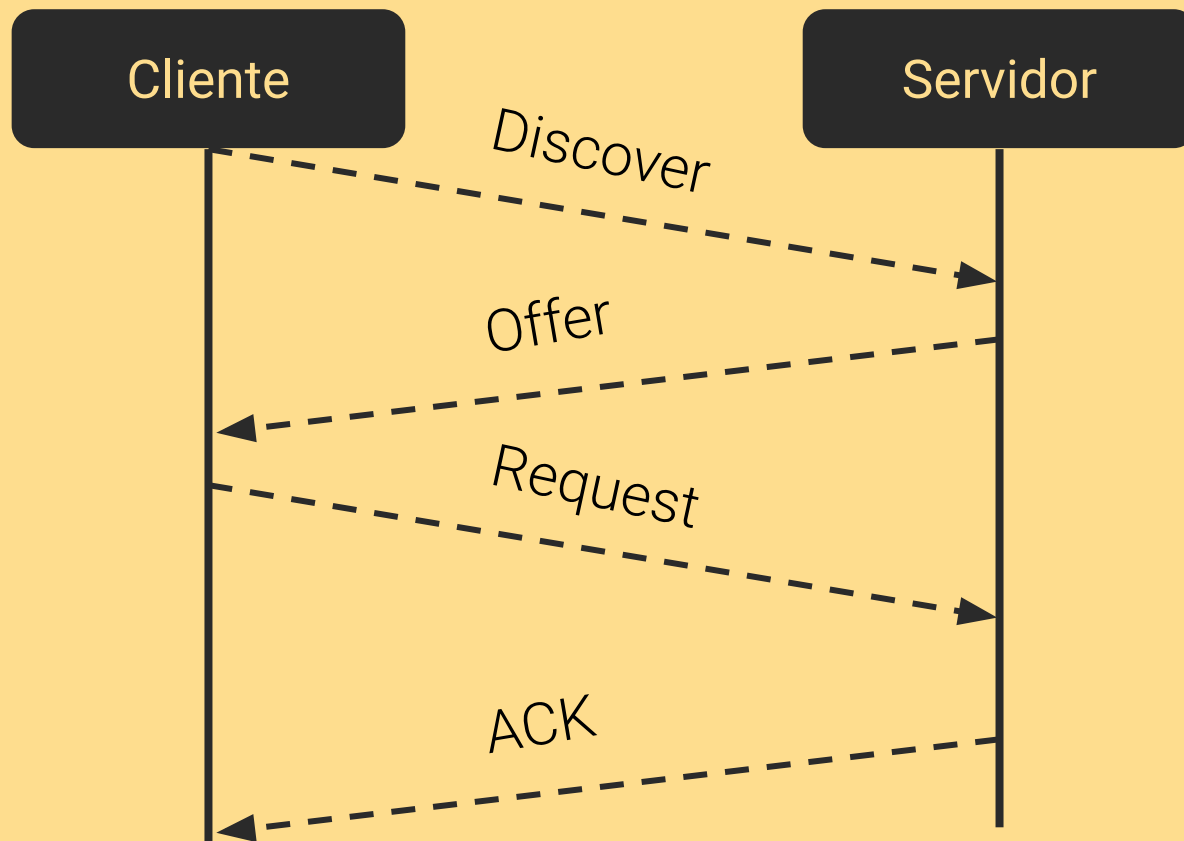 Cliente
Servidor
Discover
Offer
Request
ACK